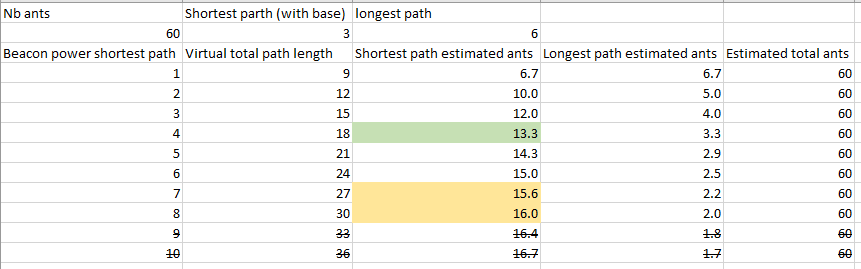 Nb ants Shortest parth (with base) longest path
60 3 6
Beacon power shortest path Virtual total path length Shortest path estimated ants Longest path estimated ants Estimated total ants
1 9 6.7 6.7 60
2 12 10.0 5.0 60
3 15 12.0 4.0 60
4 18 13.3 3.3 60
5 21 14.3 2.9 60
6 24 15.0 2.5 60
7 27 15.6 2.2 60
8 30 16.0 2.0 60
9 33 16.4 1.8 60
10 36 16.7 1.7 60